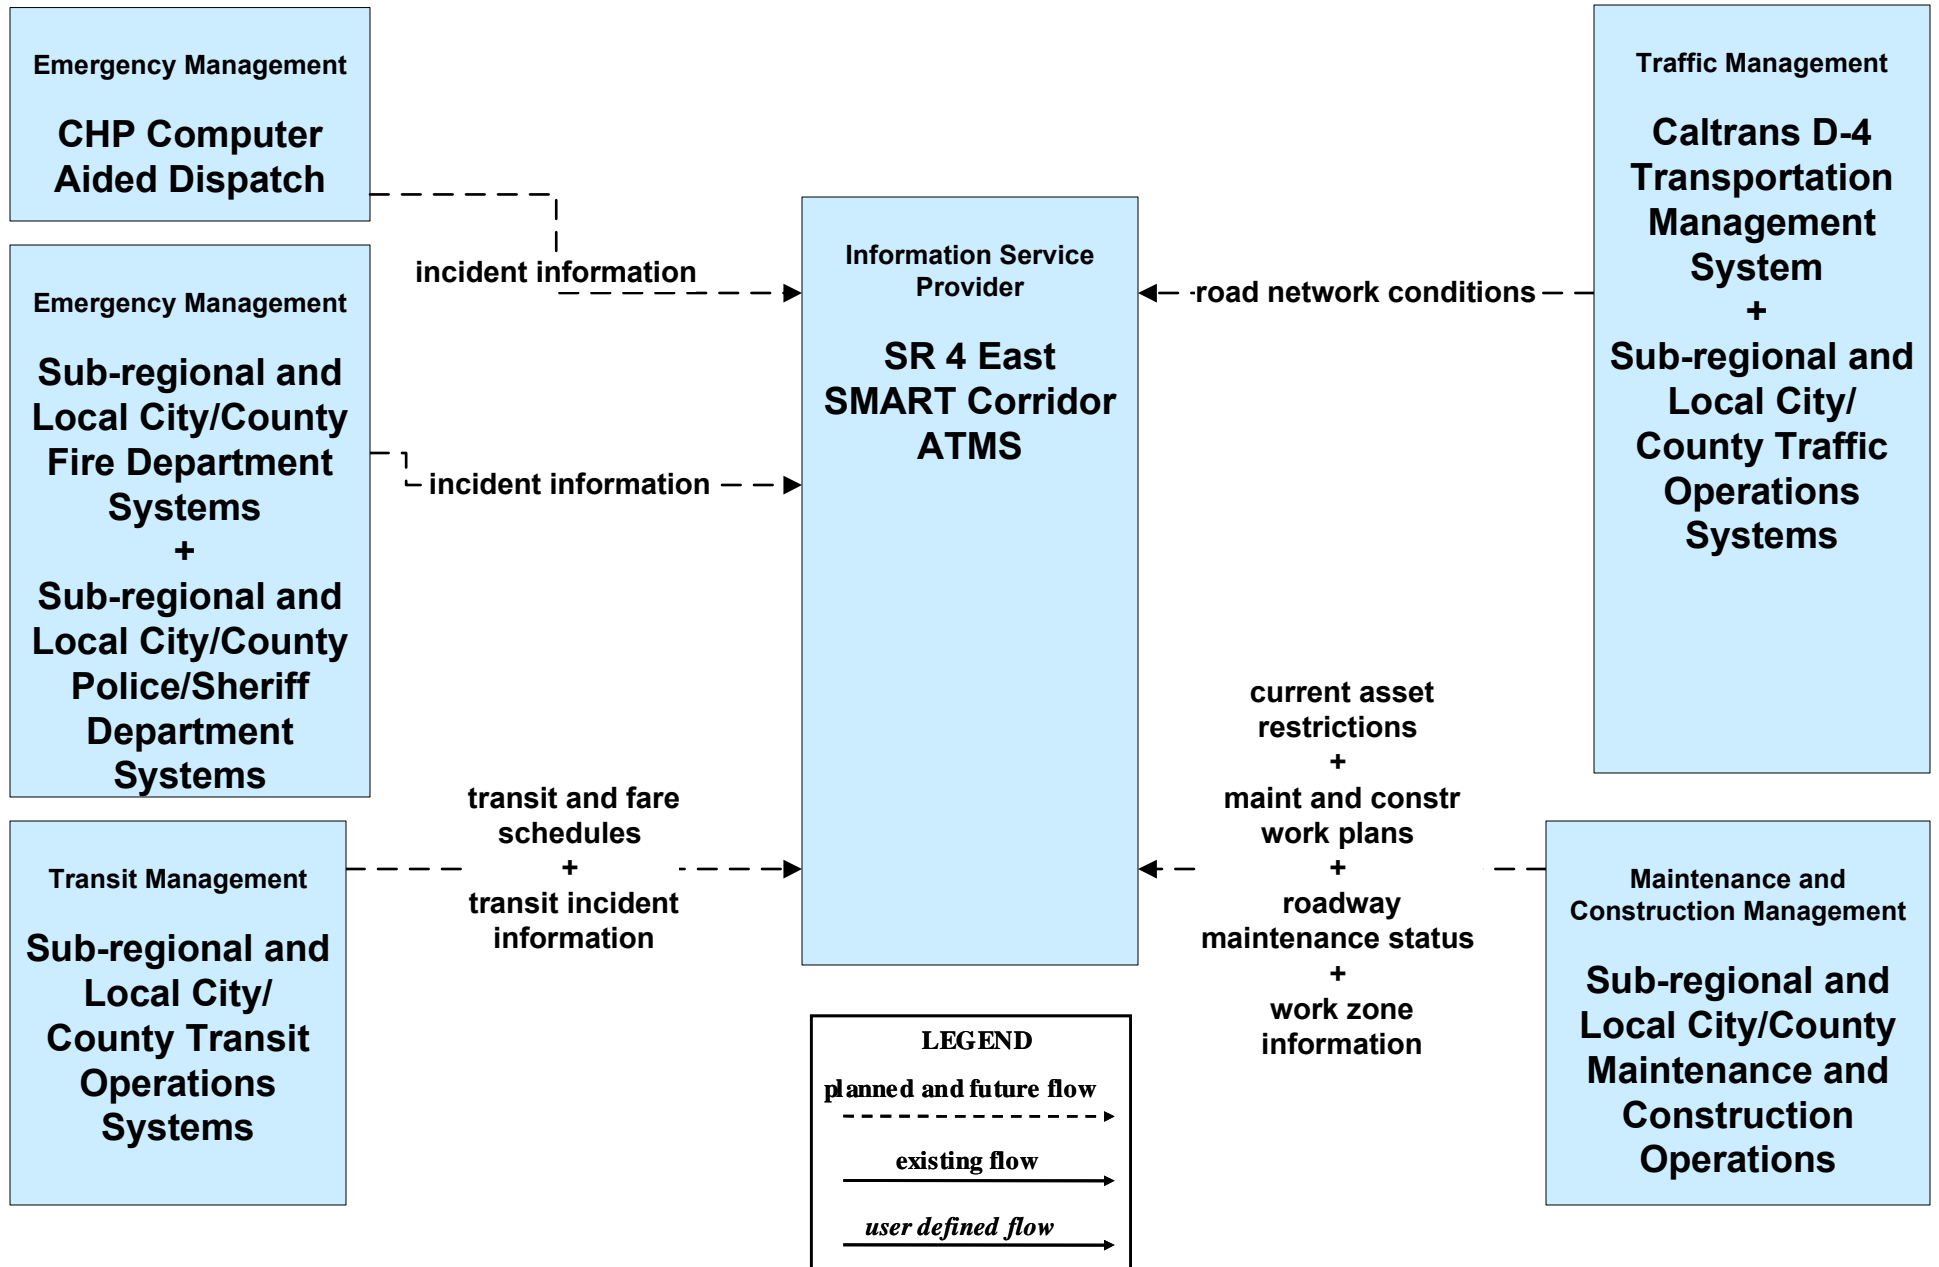 Emergency Management
CHP Computer
Aided Dispatch
Emergency Management
Sub-regional and
Local City/County
Fire Department
Systems
+
Sub-regional and
Local City/County
Police/Sheriff
Department
Systems
Transit Management
Sub-regional and
Local City/
County Transit
Operations
Systems
incident information
incident information
transit and fare
schedules
+
transit incident
information
Information Service
Provider
SR 4 East
SMART Corridor
ATMS
road network conditions
current asset
restrictions
+
maint and constr
work plans
+
roadway
maintenance status
+
work zone
information
Traffic Management
Caltrans D-4
Transportation
Management
System
+
Sub-regional and
Local City/
County Traffic
Operations
Systems
Maintenance and
Construction Management
Sub-regional and
Local City/County
Maintenance and
Construction
Operations
LEGEND
planned and future flow
existing flow
user defined flow